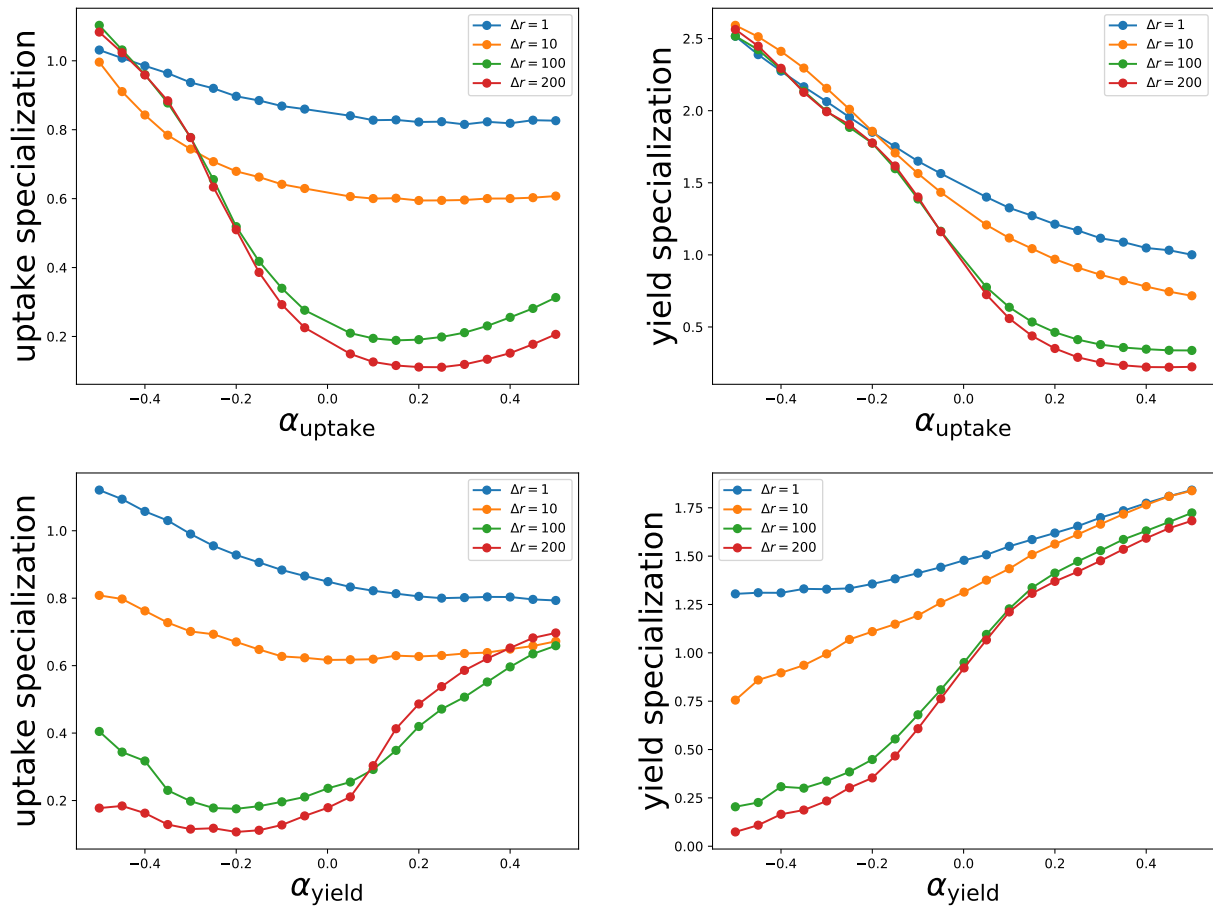 uptake specialization
1.0
0.8
0.6
0.4
0.2
Δr = 1
Δr = 10
Δr = 100
Δr = 200
−0.4 −0.2 0.0 0.2 0.4
α_uptake
yield specialization
2.5
2.0
1.5
1.0
0.5
Δr = 1
Δr = 10
Δr = 100
Δr = 200
−0.4 −0.2 0.0 0.2 0.4
α_uptake
uptake specialization
1.0
0.8
0.6
0.4
0.2
Δr = 1
Δr = 10
Δr = 100
Δr = 200
−0.4 −0.2 0.0 0.2 0.4
α_yield
yield specialization
1.75
1.50
1.25
1.00
0.75
0.50
0.25
0.00
Δr = 1
Δr = 10
Δr = 100
Δr = 200
−0.4 −0.2 0.0 0.2 0.4
α_yield